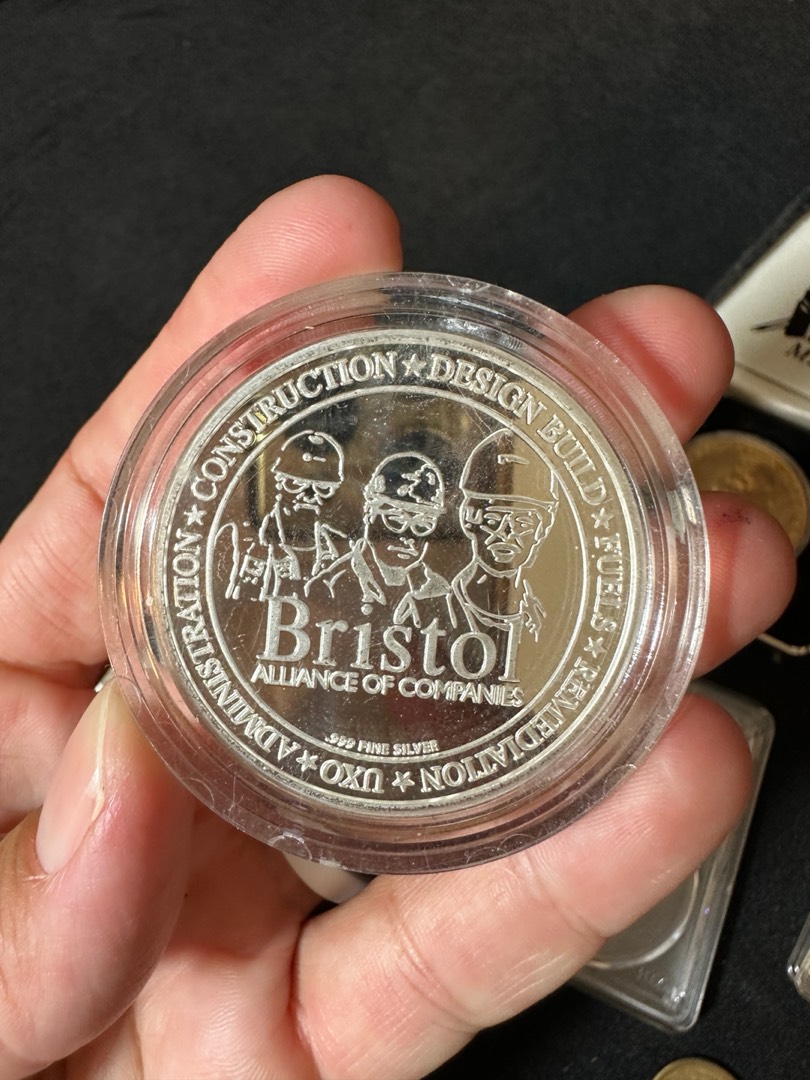 CONSTRUCTION ★ DESIGN BUILD ★ FUELS ★ REMEDIATION ★ UXO ★ ADMINISTRATION ★
Bristol
ALLIANCE OF COMPANIES
.999 FINE SILVER